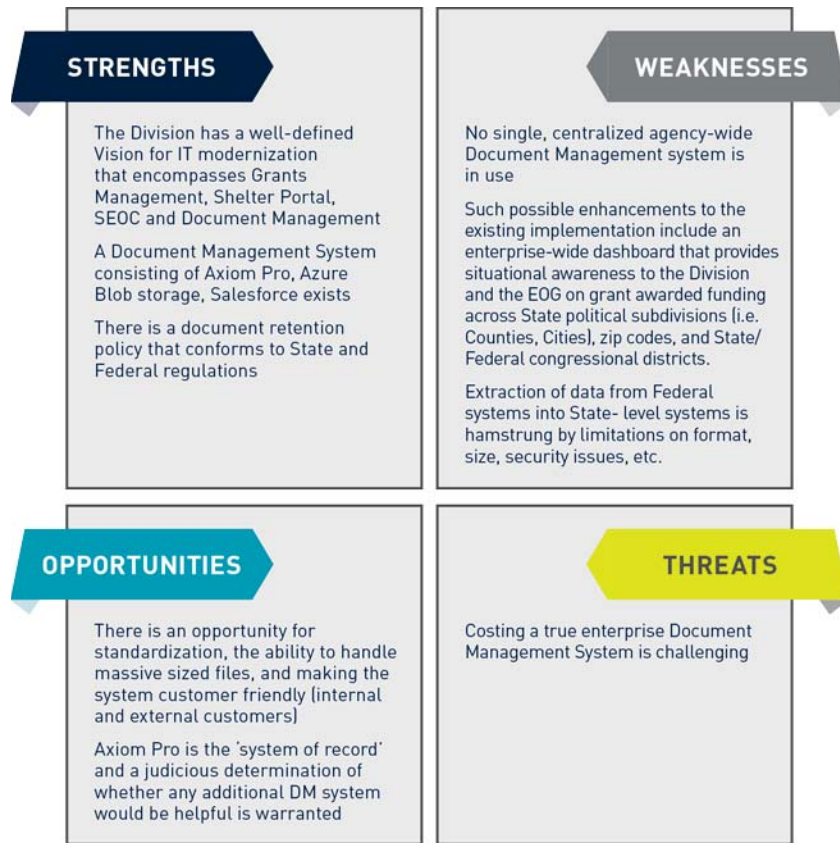 STRENGTHS
The Division has a well-defined
Vision for IT modernization
that encompasses Grants
Management, Shelter Portal,
SEOC and Document Management
A Document Management System
consisting of Axiom Pro, Azure
Blob storage, Salesforce exists
There is a document retention
policy that conforms to State and
Federal regulations
WEAKNESSES
No single, centralized agency-wide
Document Management system is
in use
Such possible enhancements to the
existing implementation include an
enterprise-wide dashboard that provides
situational awareness to the Division
and the EOG on grant awarded funding
across State political subdivisions (i.e.
Counties, Cities), zip codes, and State/
Federal congressional districts.
Extraction of data from Federal
systems into State- level systems is
hamstrung by limitations on format,
size, security issues, etc.
OPPORTUNITIES
There is an opportunity for
standardization, the ability to handle
massive sized files, and making the
system customer friendly (internal
and external customers)
Axiom Pro is the ‘system of record’
and a judicious determination of
whether any additional DM system
would be helpful is warranted
THREATS
Costing a true enterprise Document
Management System is challenging